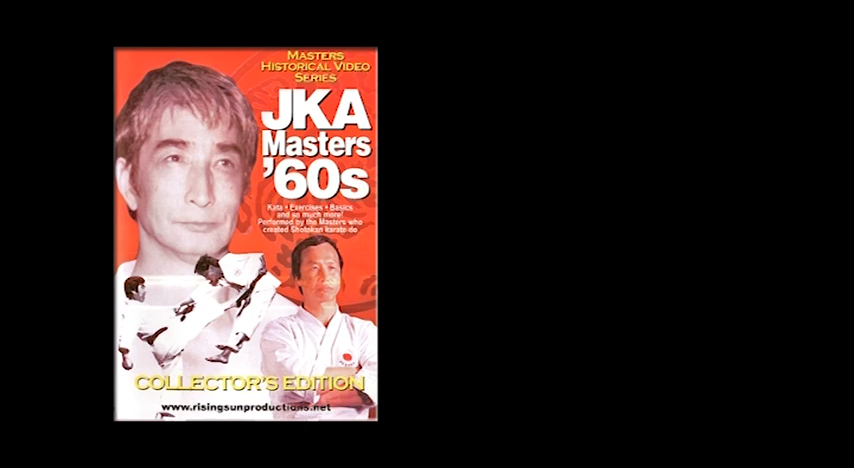 Masters
Historical Video
Series
JKA
Masters
'60s
Kata • Exercises • Basics
and so much more!
Performed by the Masters who
created Shotokan karate-do
COLLECTOR'S EDITION
www.risingsunproductions.net